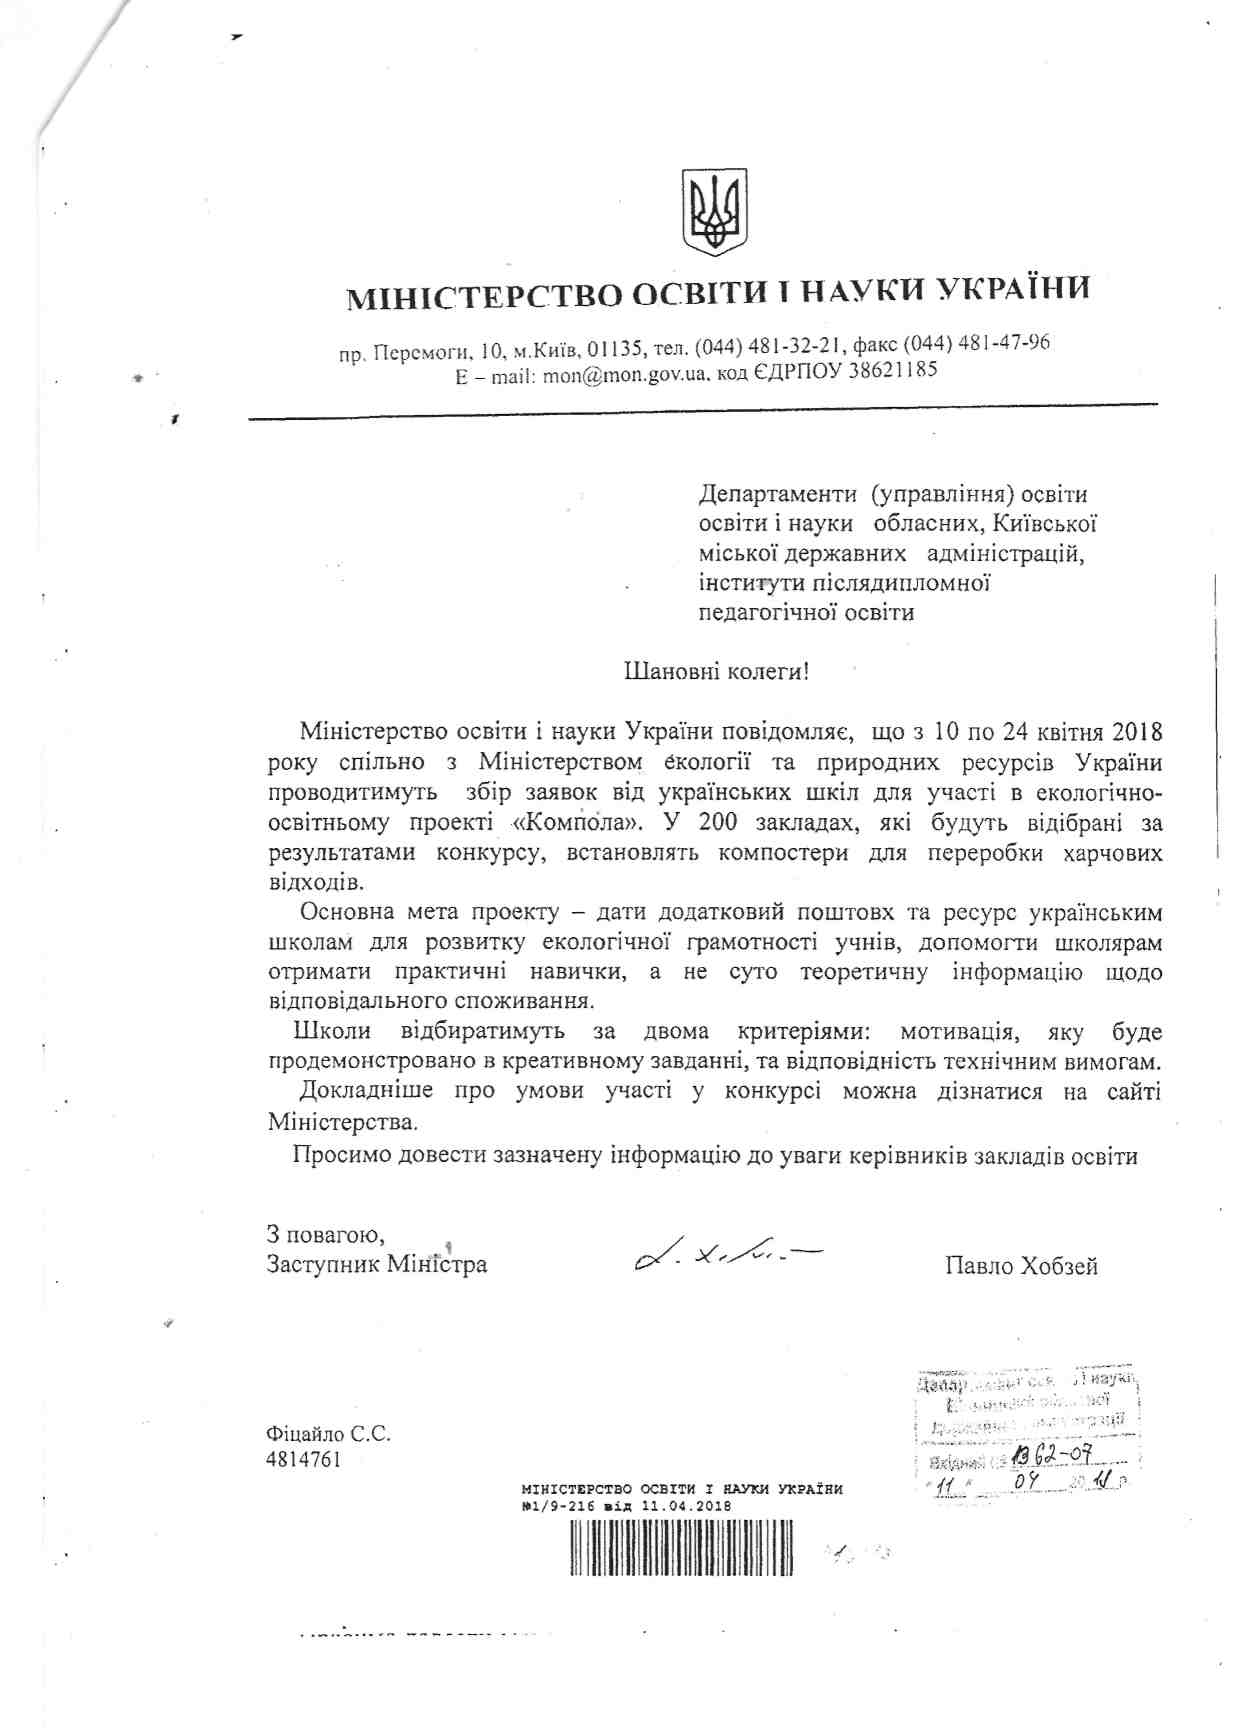 МІНІСТЕРСТВО ОСВІТИ І НАУКИ УКРАЇНИ
пр. Перемоги, 10, м.Київ, 01135, тел. (044) 481-32-21, факс (044) 481-47-96
E – mail: mon@mon.gov.ua, код ЄДРПОУ 38621185
Департаменти (управління) освіти
освіти і науки обласних, Київської
міської державних адміністрацій,
інститути післядипломної
педагогічної освіти
Шановні колеги!
Міністерство освіти і науки України повідомляє, що з 10 по 24 квітня 2018
року спільно з Міністерством екології та природних ресурсів України
проводитимуть збір заявок від українських шкіл для участі в екологічно-
освітньому проекті «Компола». У 200 закладах, які будуть відібрані за
результатами конкурсу, встановлять компостери для переробки харчових
відходів.
Основна мета проекту – дати додатковий поштовх та ресурс українським
школам для розвитку екологічної грамотності учнів, допомогти школярам
отримати практичні навички, а не суто теоретичну інформацію щодо
відповідального споживання.
Школи відбиратимуть за двома критеріями: мотивація, яку буде
продемонстровано в креативному завданні, та відповідність технічним вимогам.
Докладніше про умови участі у конкурсі можна дізнатися на сайті
Міністерства.
Просимо довести зазначену інформацію до уваги керівників закладів освіти
З повагою,
Заступник Міністра Павло Хобзей
Фіцайло С.С.
4814761
МІНІСТЕРСТВО ОСВІТИ І НАУКИ УКРАЇНИ
№1/9-216 від 11.04.2018
науки
Вхідний 1362-07
"11" 04